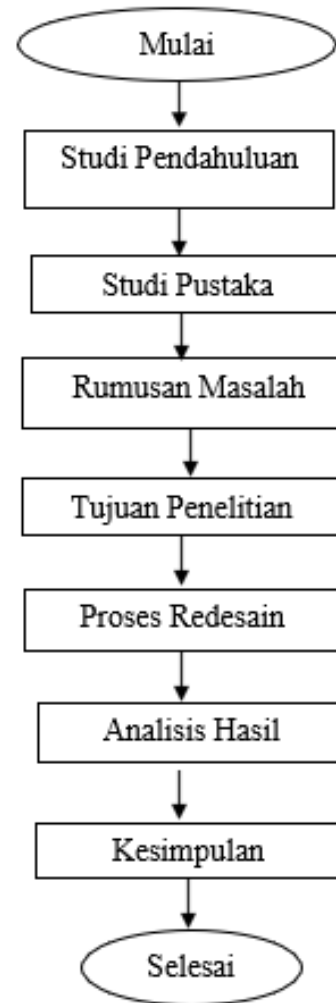 Mulai
Studi Pendahuluan
Studi Pustaka
Rumusan Masalah
Tujuan Penelitian
Proses Redesain
Analisis Hasil
Kesimpulan
Selesai